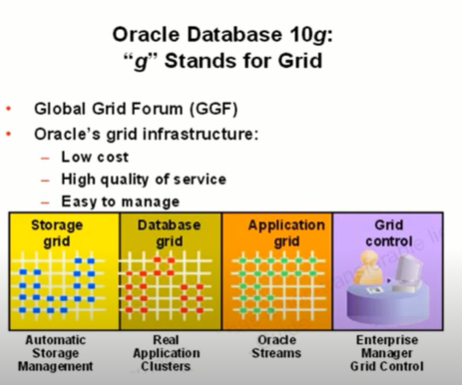 Oracle Database 10g:
“g” Stands for Grid
• Global Grid Forum (GGF)
• Oracle’s grid infrastructure:
– Low cost
– High quality of service
– Easy to manage
Storage
grid
Database
grid
Application
grid
Grid
control
Automatic
Storage
Management
Real
Application
Clusters
Oracle
Streams
Enterprise
Manager
Grid Control